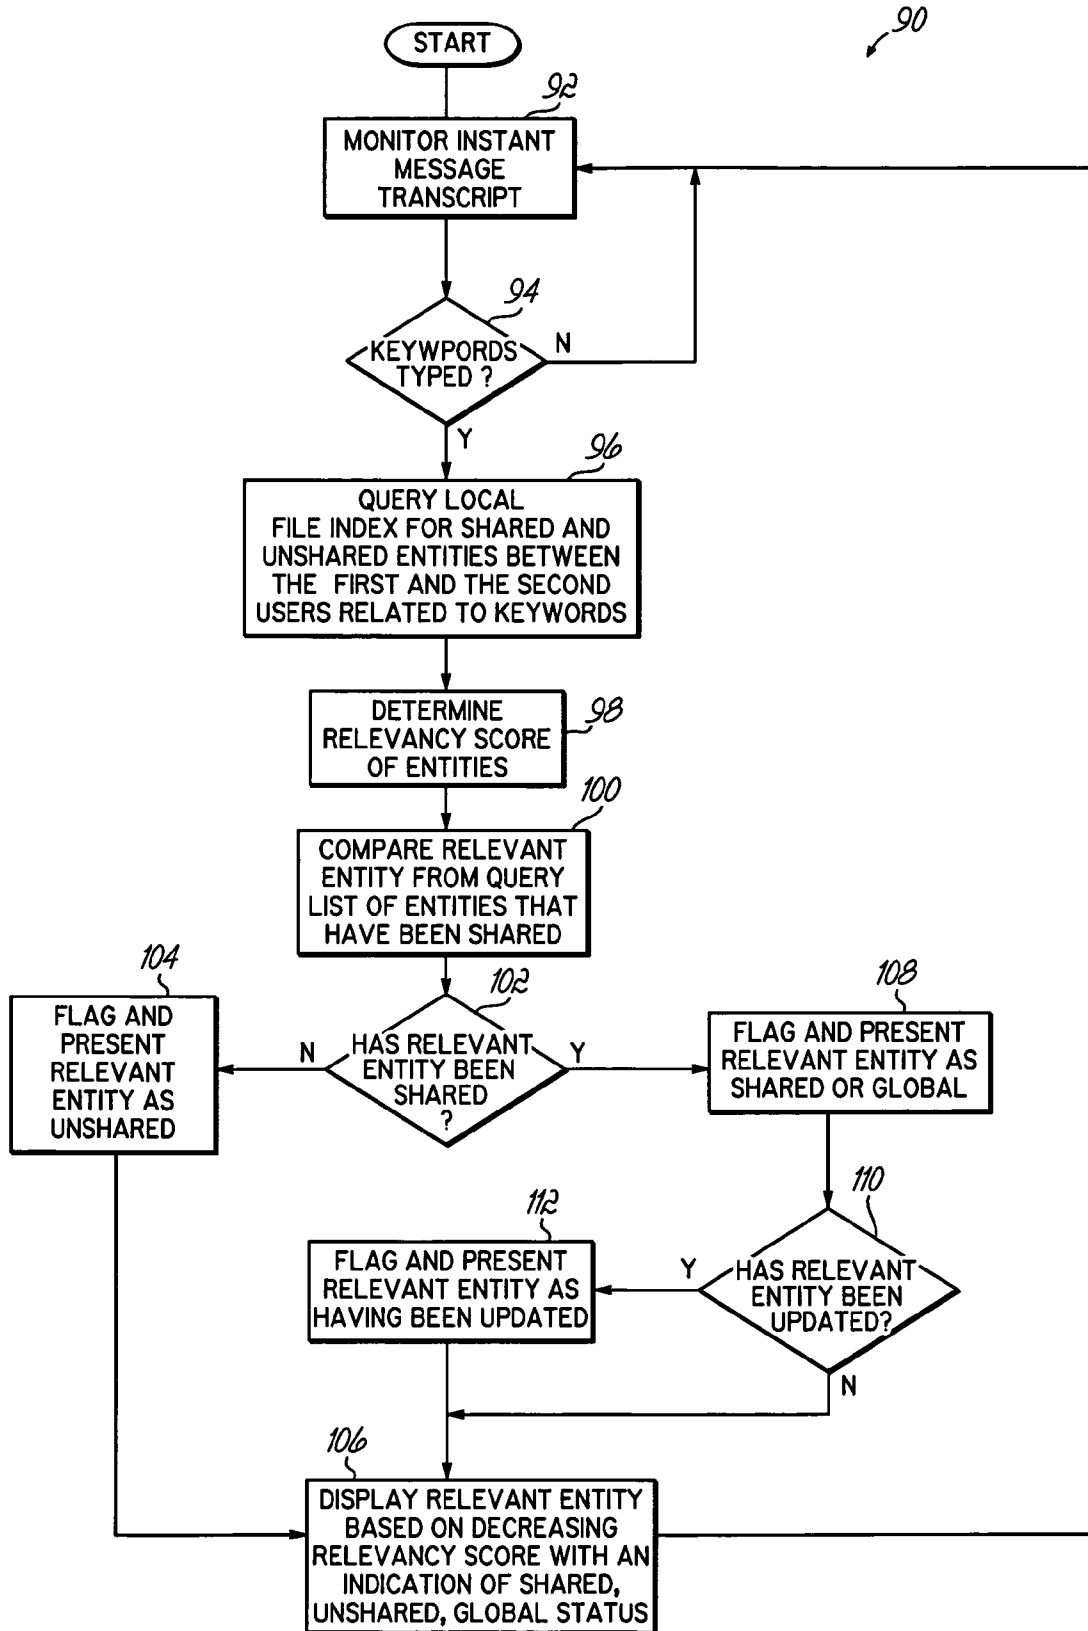 90
START
92
MONITOR INSTANT
MESSAGE
TRANSCRIPT
94
KEYWPORDS
TYPED ?
N
Y
96
QUERY LOCAL
FILE INDEX FOR SHARED AND
UNSHARED ENTITIES BETWEEN
THE FIRST AND THE SECOND
USERS RELATED TO KEYWORDS
98
DETERMINE
RELEVANCY SCORE
OF ENTITIES
100
COMPARE RELEVANT
ENTITY FROM QUERY
LIST OF ENTITIES THAT
HAVE BEEN SHARED
102
HAS RELEVANT
ENTITY BEEN
SHARED
?
N
Y
104
FLAG AND
PRESENT
RELEVANT
ENTITY AS
UNSHARED
108
FLAG AND PRESENT
RELEVANT ENTITY AS
SHARED OR GLOBAL
110
HAS RELEVANT
ENTITY BEEN
UPDATED?
Y
N
112
FLAG AND PRESENT
RELEVANT ENTITY AS
HAVING BEEN UPDATED
106
DISPLAY RELEVANT ENTITY
BASED ON DECREASING
RELEVANCY SCORE WITH AN
INDICATION OF SHARED,
UNSHARED, GLOBAL STATUS